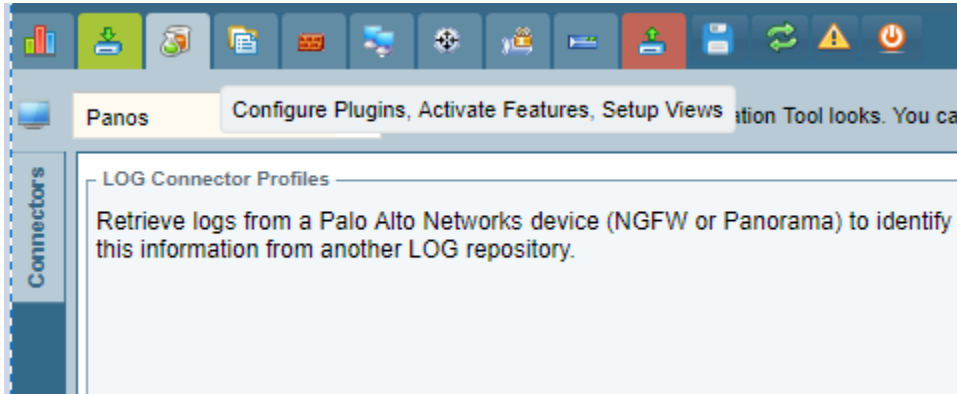 Panos
Configure Plugins, Activate Features, Setup Views
ation Tool looks. You ca
Connectors
LOG Connector Profiles
Retrieve logs from a Palo Alto Networks device (NGFW or Panorama) to identify
this information from another LOG repository.